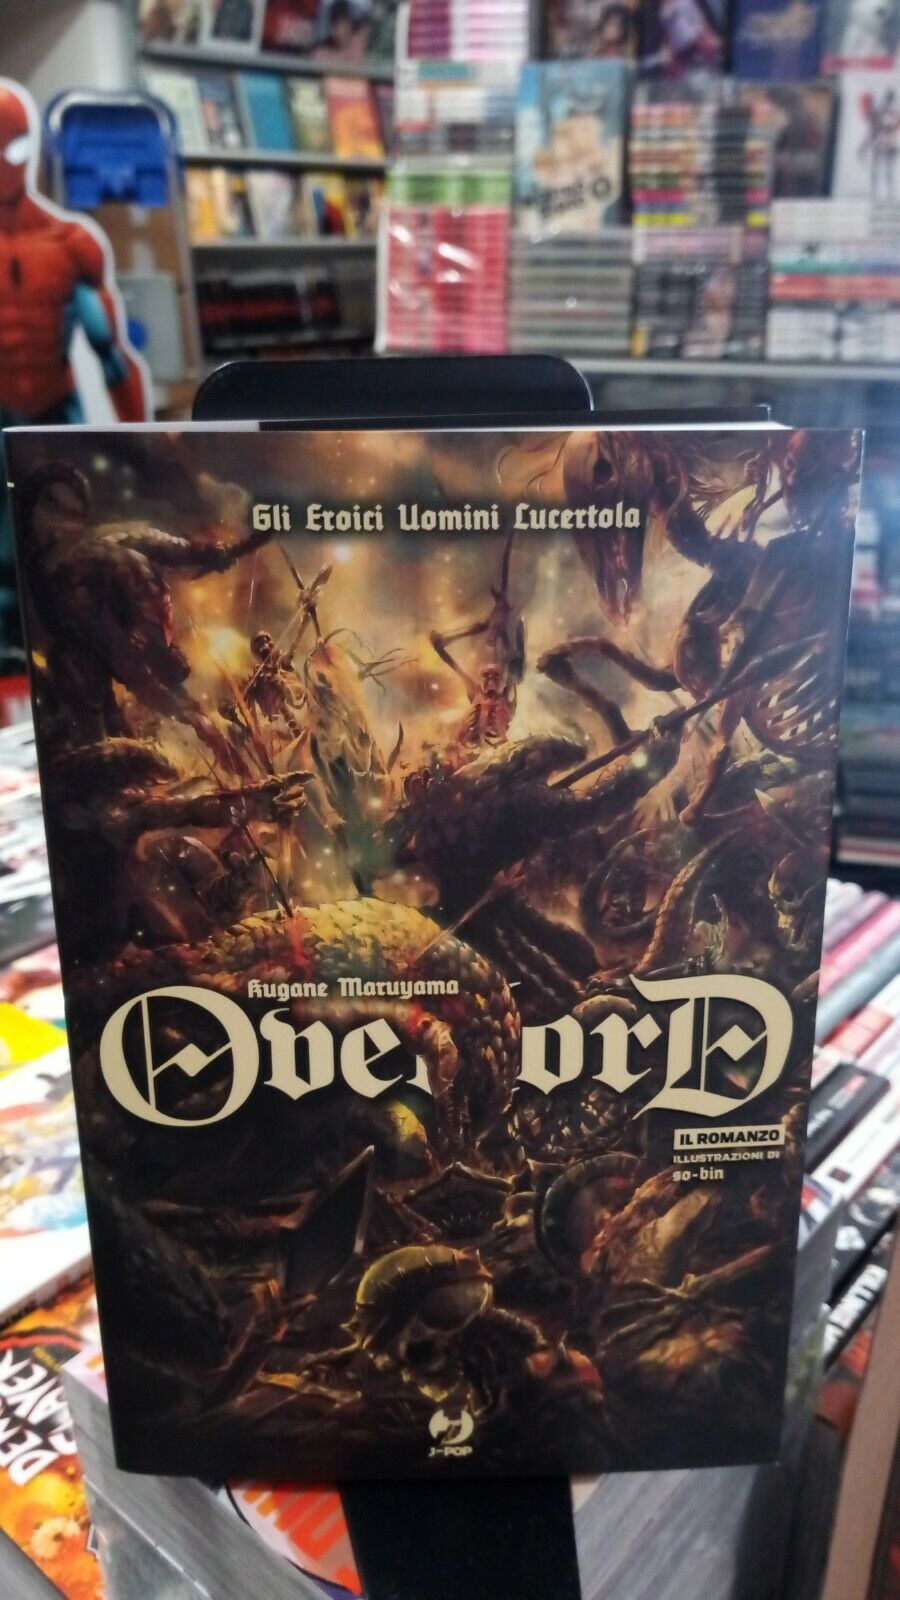 Gli Eroici Uomini Lucertola
Kugane Maruyama
OverlorD
IL ROMANZO
ILLUSTRAZIONI DI
so-bin
J-POP